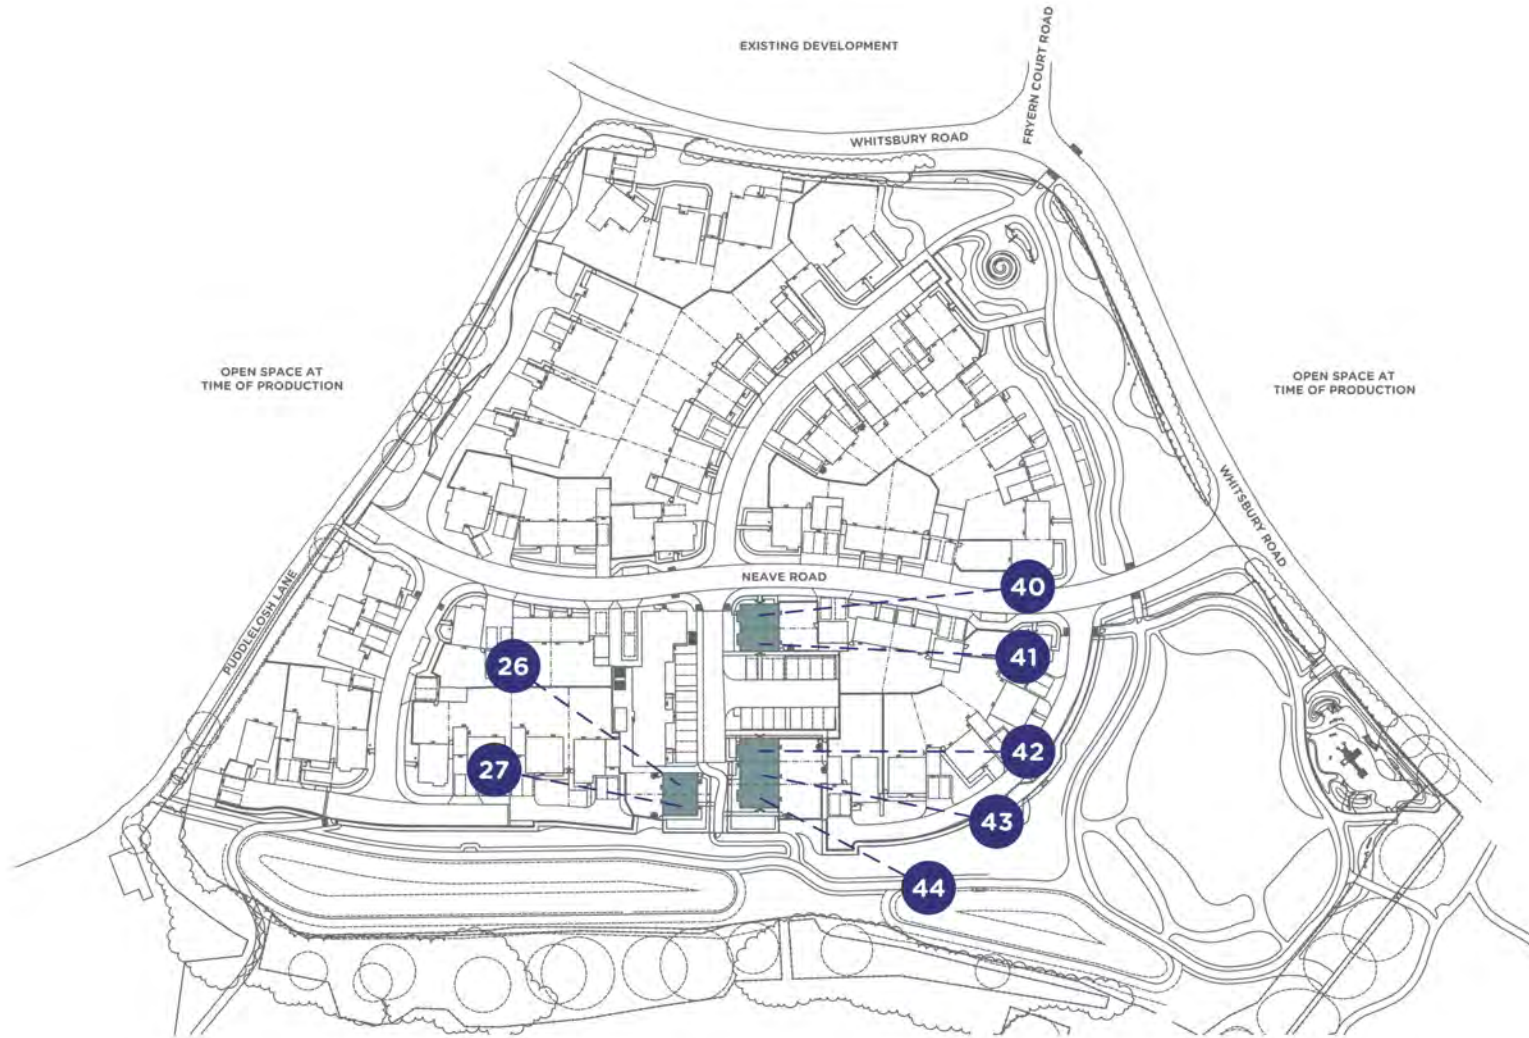 EXISTING DEVELOPMENT
FRYERN COURT ROAD
WHITSBURY ROAD
OPEN SPACE AT
TIME OF PRODUCTION
OPEN SPACE AT
TIME OF PRODUCTION
WHITSBURY ROAD
PUDDLELOSH LANE
NEAVE ROAD
40
41
26
42
27
43
44